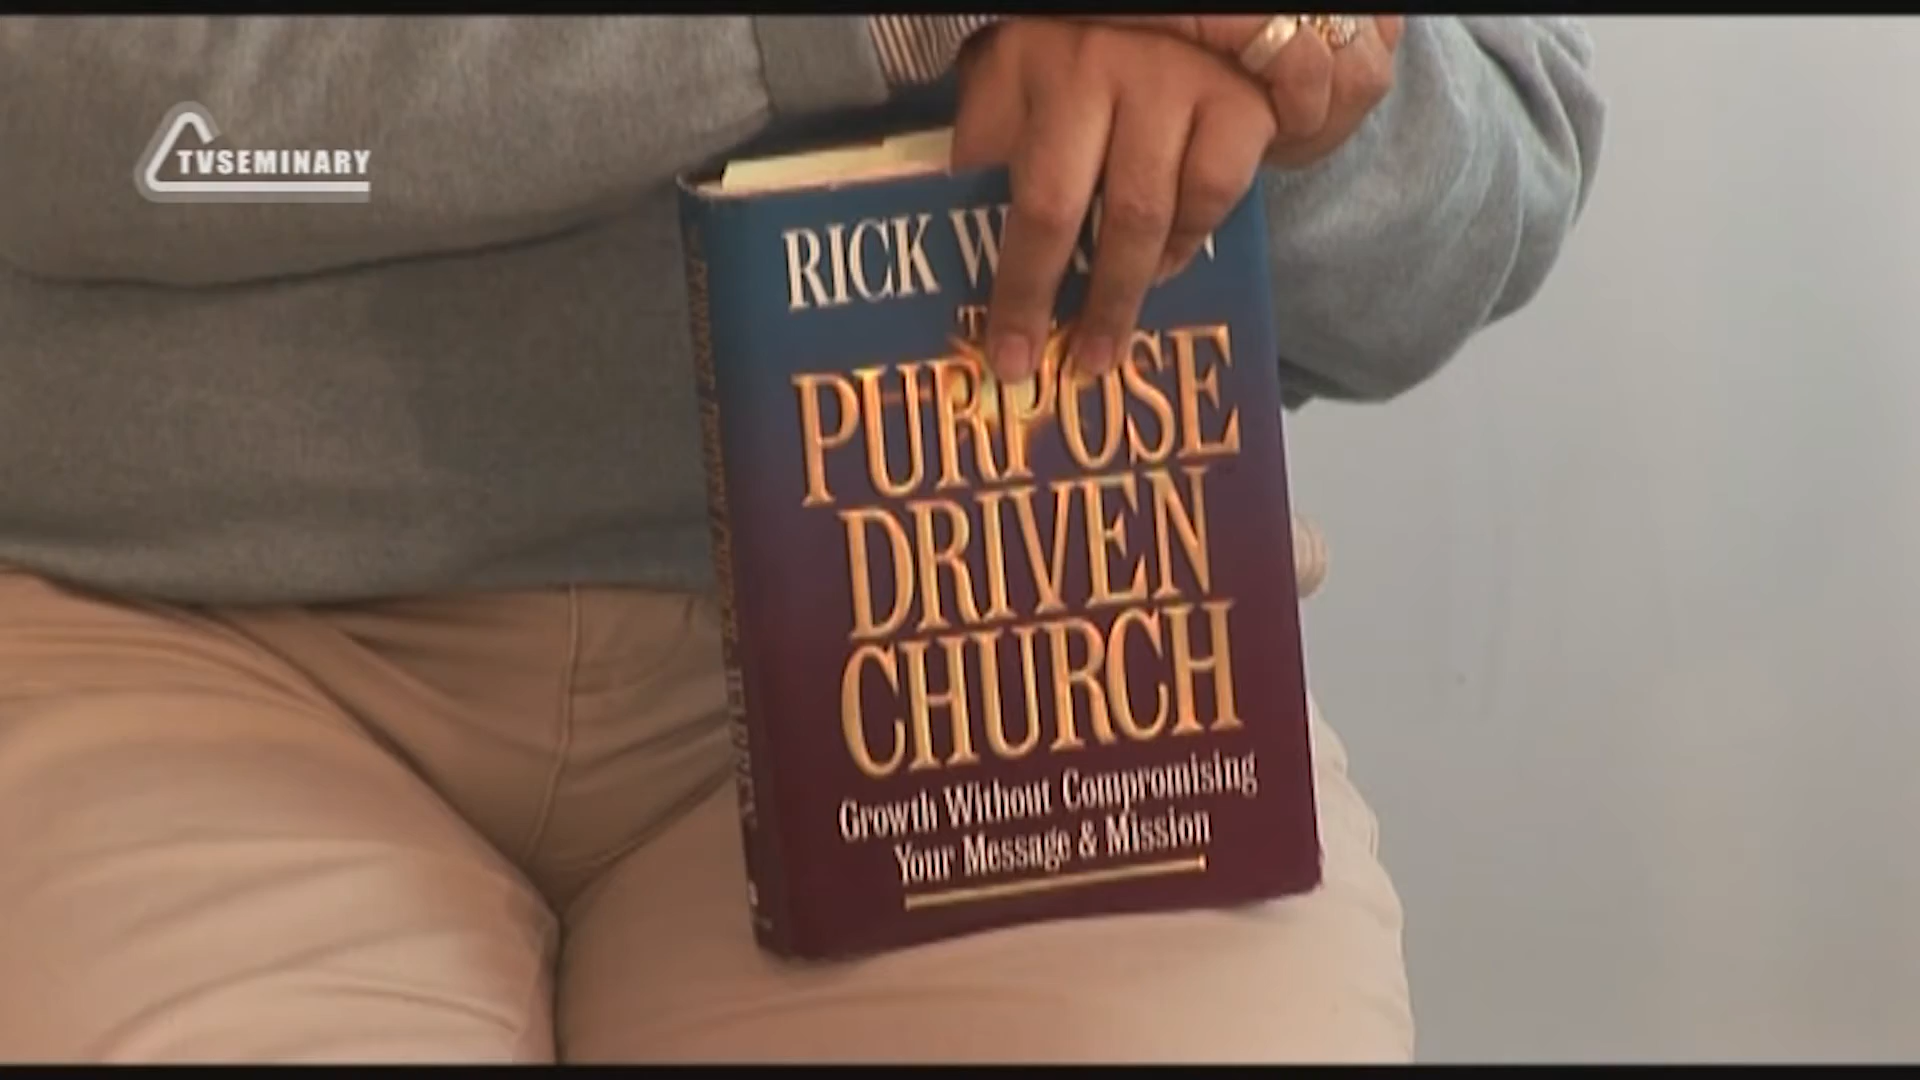 TVSEMINARY
RICK
PURPOSE
DRIVEN
CHURCH
Growth Without Compromising
Your Message & Mission